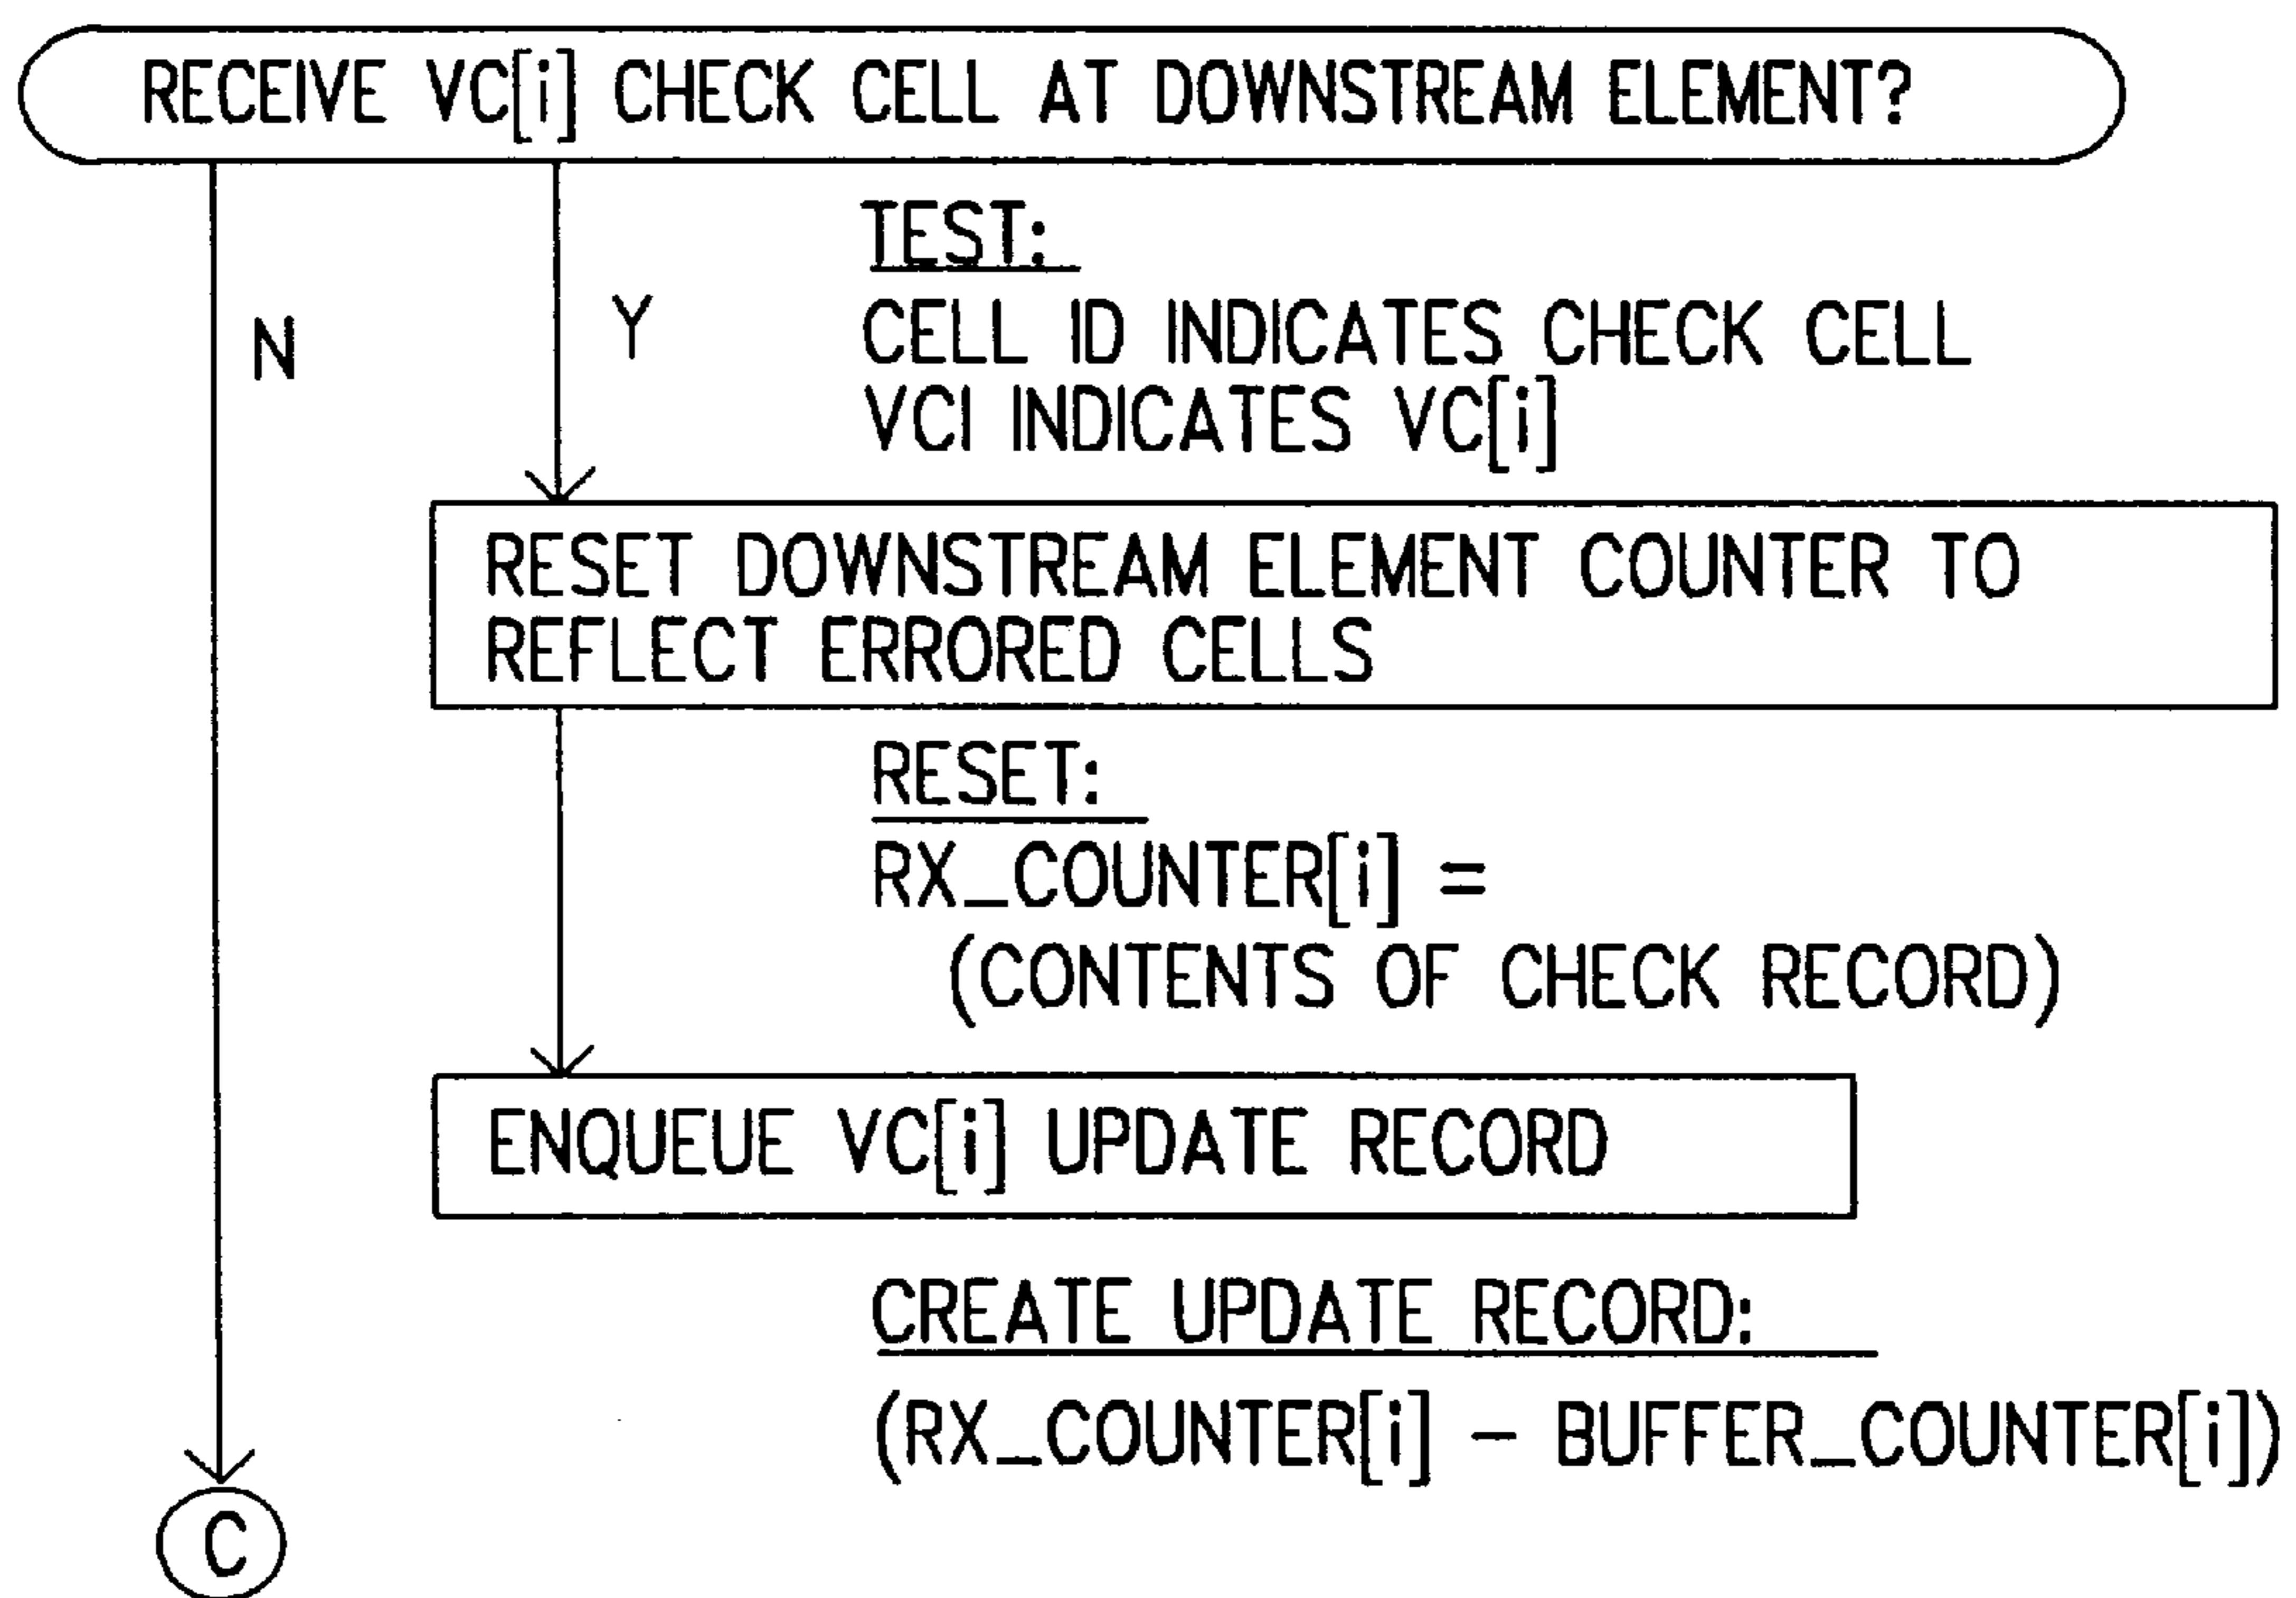 RECEIVE VC[i] CHECK CELL AT DOWNSTREAM ELEMENT?
TEST:
N
Y
CELL ID INDICATES CHECK CELL
VCI INDICATES VC[i]
RESET DOWNSTREAM ELEMENT COUNTER TO
REFLECT ERRORED CELLS
RESET:
RX_COUNTER[i] =
(CONTENTS OF CHECK RECORD)
ENQUEUE VC[i] UPDATE RECORD
CREATE UPDATE RECORD:
(RX_COUNTER[i] – BUFFER_COUNTER[i])
C